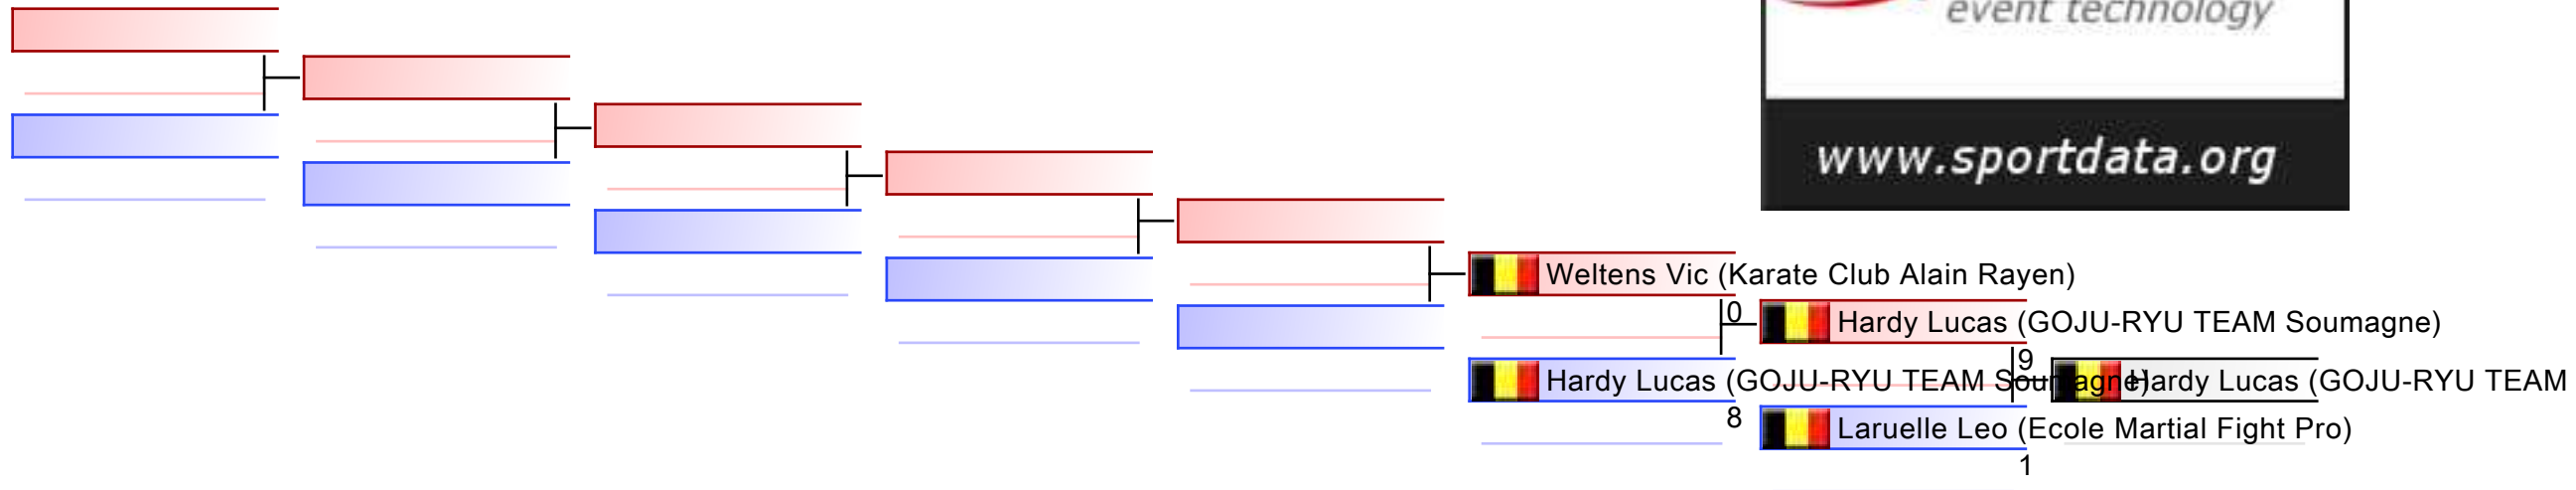 event technology
www.sportdata.org
Weltens Vic (Karate Club Alain Rayen)
0
Hardy Lucas (GOJU-RYU TEAM Soumagne)
9
Hardy Lucas (GOJU-RYU TEAM Soumagne)
Hardy Lucas (GOJU-RYU TEAM
8
Laruelle Leo (Ecole Martial Fight Pro)
1